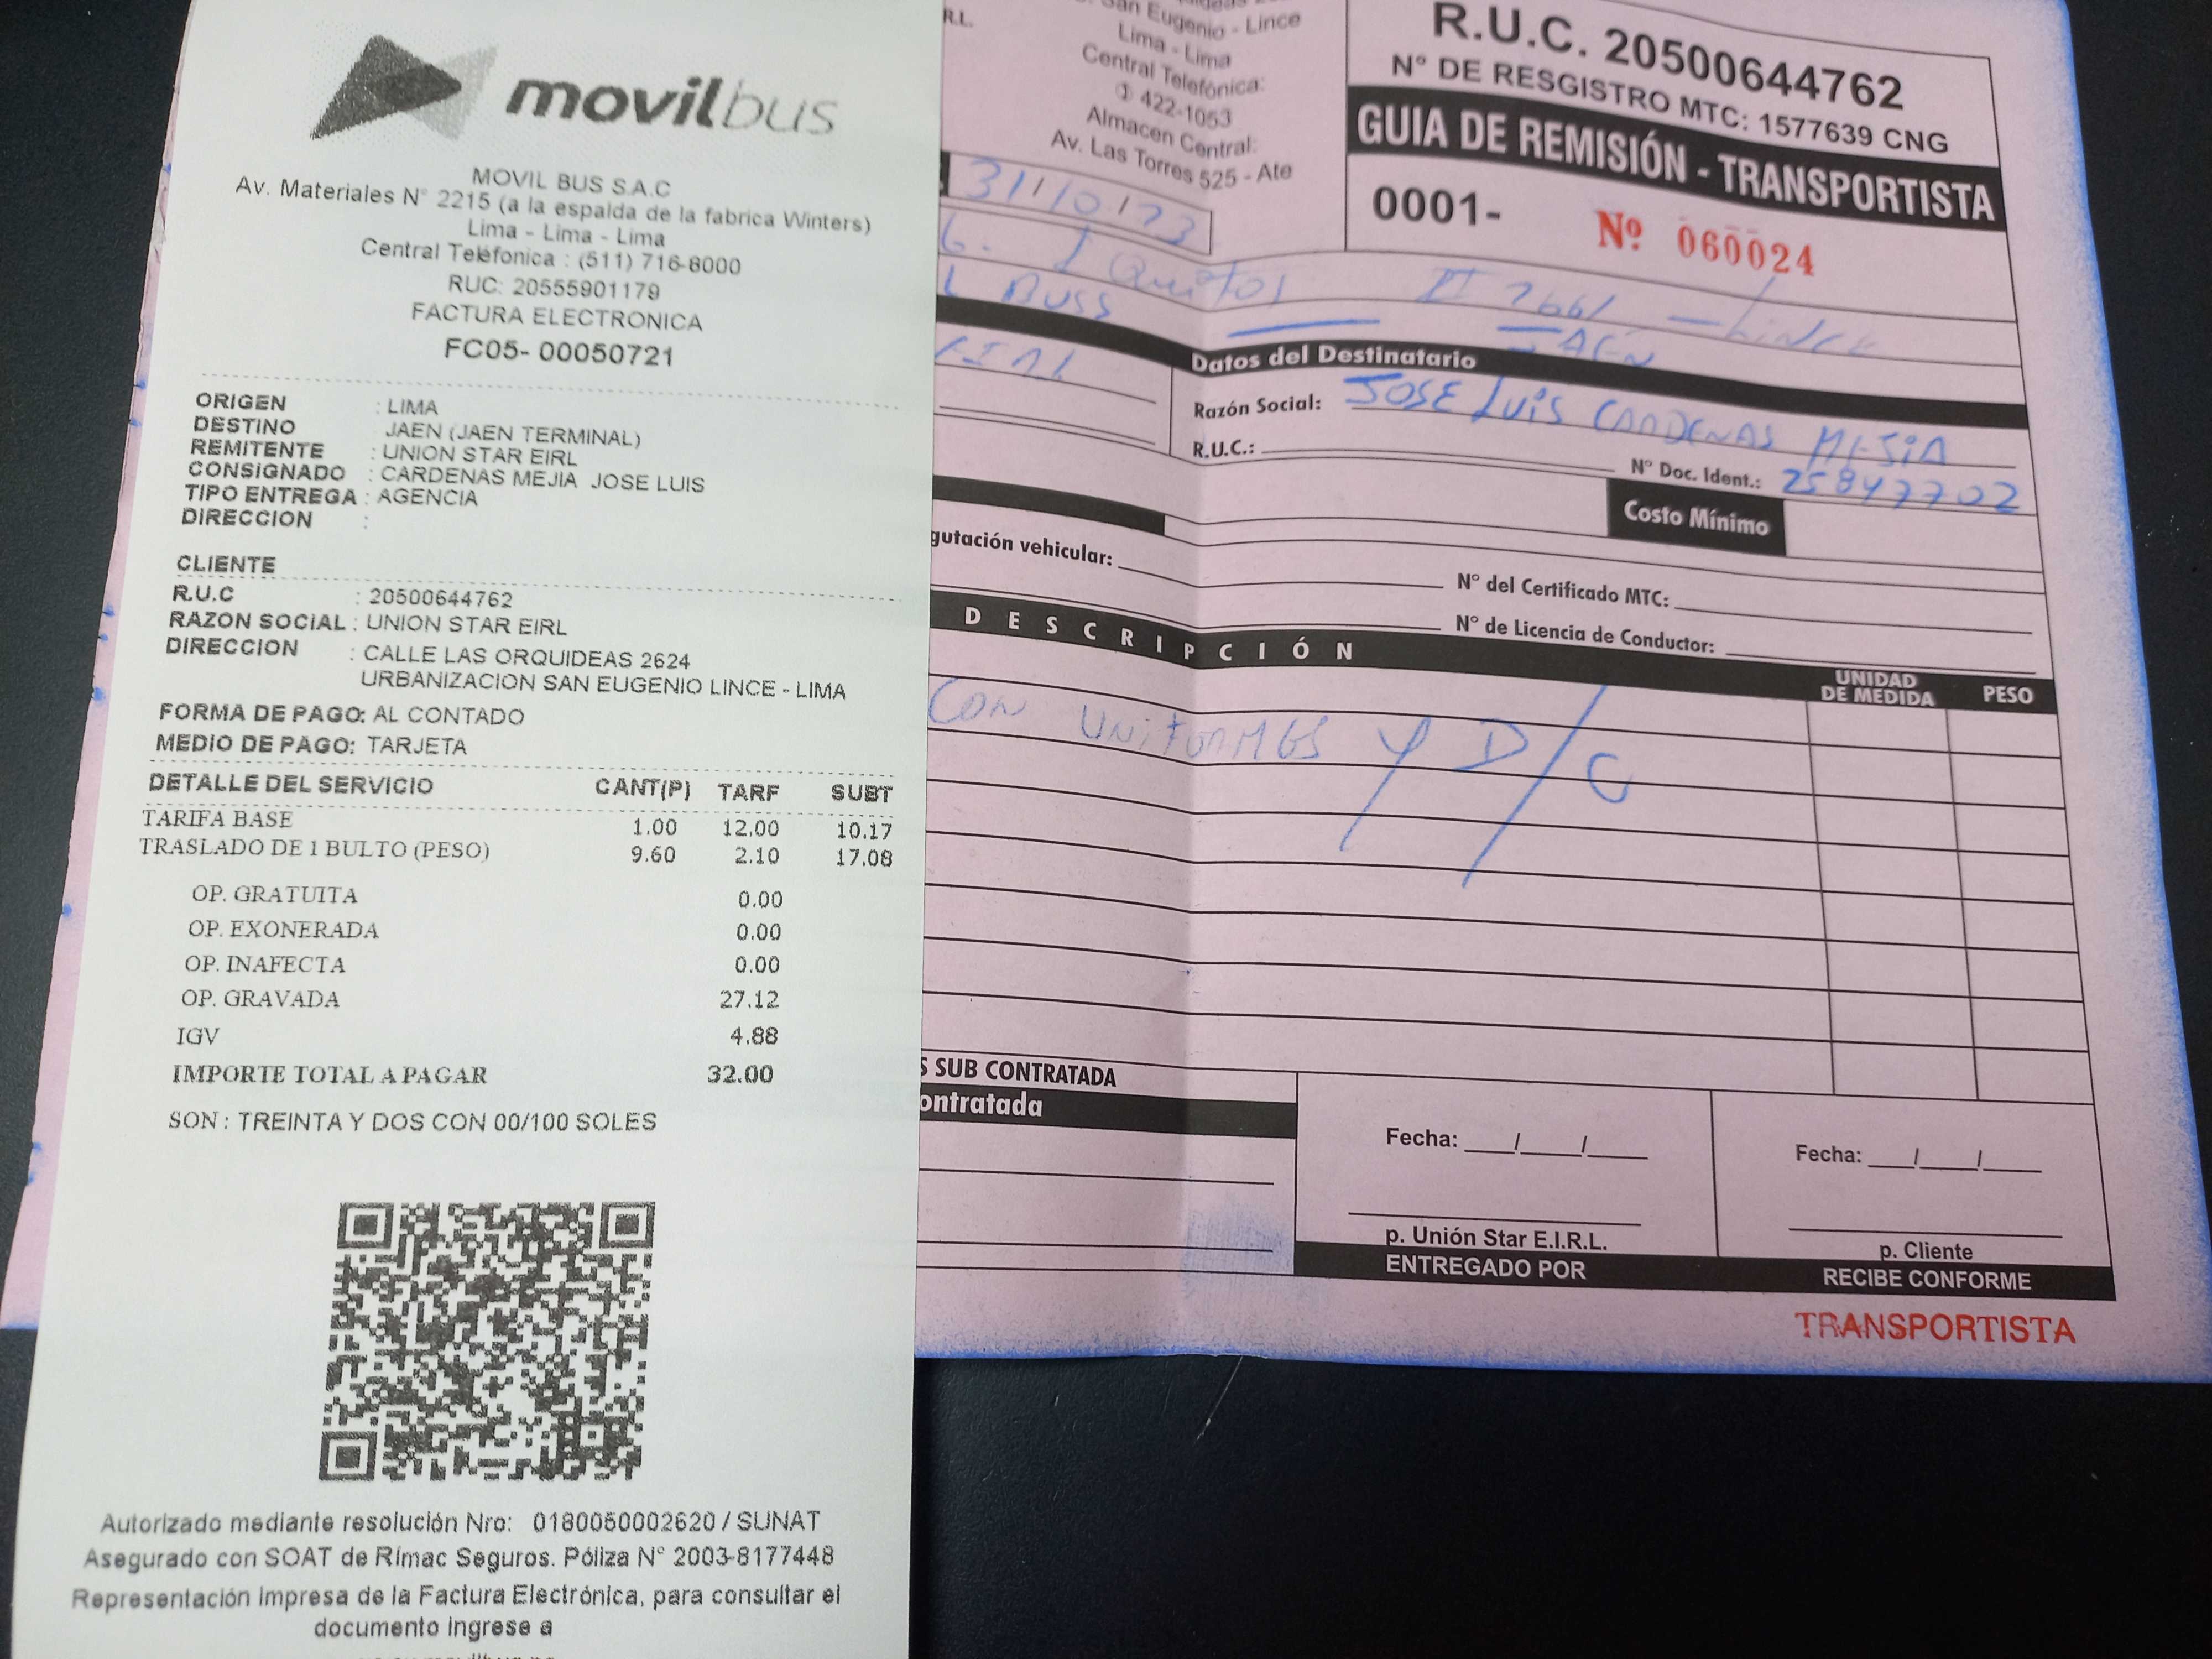 movilbus
MOVIL BUS S.A.C
Av. Materiales N° 2215 (a la espalda de la fabrica Winters)
Lima - Lima - Lima
Central Teléfonica : (511) 716-8000
RUC: 20555901179
FACTURA ELECTRONICA
FC05- 00050721
ORIGEN : LIMA
DESTINO JAEN (JAEN TERMINAL)
REMITENTE : UNION STAR EIRL
CONSIGNADO : CARDENAS MEJIA JOSE LUIS
TIPO ENTREGA : AGENCIA
DIRECCION :
CLIENTE
R.U.C : 20500644762
RAZON SOCIAL : UNION STAR EIRL
DIRECCION : CALLE LAS ORQUIDEAS 2624
URBANIZACION SAN EUGENIO LINCE - LIMA
FORMA DE PAGO: AL CONTADO
MEDIO DE PAGO: TARJETA
DETALLE DEL SERVICIO CANT(P) TARF SUBT
TARIFA BASE 1.00 12.00 10.17
TRASLADO DE 1 BULTO (PESO) 9.60 2.10 17.08
OP. GRATUITA 0.00
OP. EXONERADA 0.00
OP. INAFECTA 0.00
OP. GRAVADA 27.12
IGV 4.88
IMPORTE TOTAL A PAGAR 32.00
SON : TREINTA Y DOS CON 00/100 SOLES
Autorizado mediante resolución Nro: 0180050002620 / SUNAT
Asegurado con SOAT de Rímac Seguros. Póliza N° 2003-8177448
Representación Impresa de la Factura Electrónica, para consultar el
documento ingrese a
R.L.
San Eugenio - Lince
Lima - Lima
Central Telefónica:
422-1053
Almacen Central:
Av. Las Torres 525 - Ate
R.U.C. 20500644762
N° DE RESGISTRO MTC: 1577639 CNG
GUIA DE REMISIÓN - TRANSPORTISTA
0001- Nº 060024
31/10/23
BUSS JAEN
Datos del Destinatario
Razón Social: JOSE LUIS CARDENAS MEJIA
R.U.C.: N° Doc. Ident.: 25847702
Costo Mínimo
vehicular: N° del Certificado MTC:
N° de Licencia de Conductor:
DESCRIPCIÓN UNIDAD DE MEDIDA PESO
CON UNIFORMES Y D/C
SUB CONTRATADA
Fecha: ___/___/___ Fecha: ___/___/___
p. Unión Star E.I.R.L. p. Cliente
ENTREGADO POR RECIBE CONFORME
TRANSPORTISTA